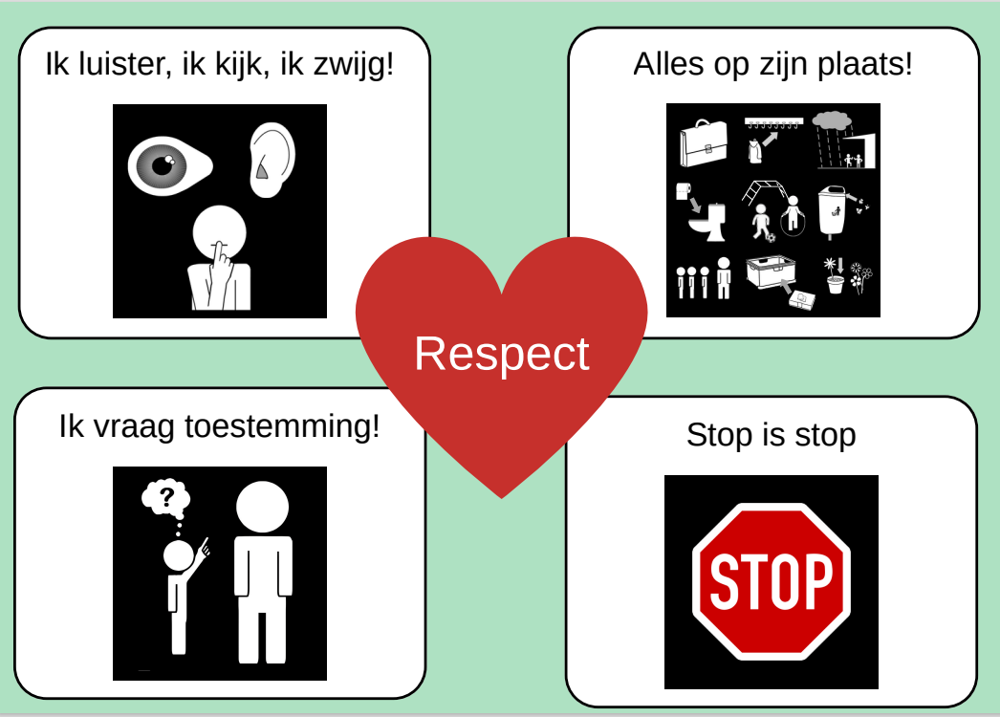 Ik luister, ik kijk, ik zwijg!
Alles op zijn plaats!
Respect
Ik vraag toestemming!
?
Stop is stop
STOP